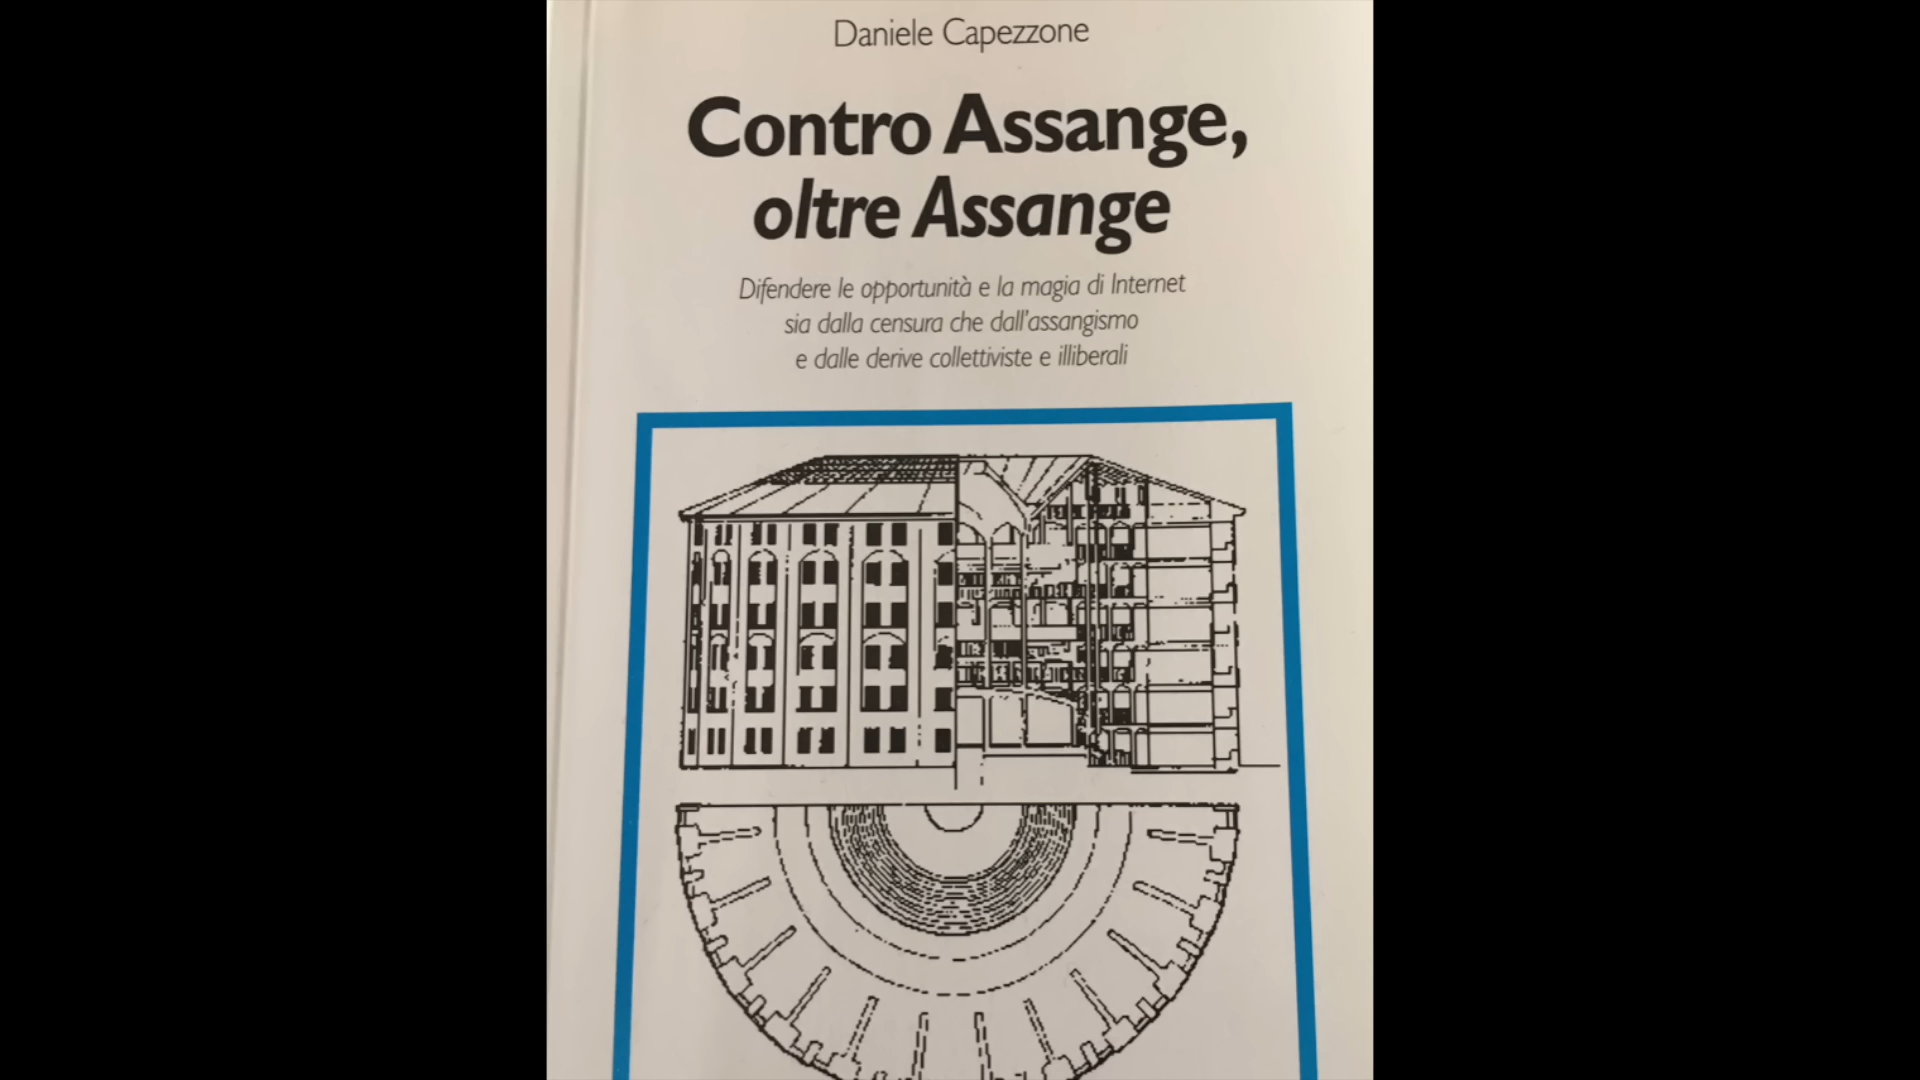 Daniele Capezzone
Contro Assange,
oltre Assange
Difendere le opportunità e la magia di Internet
sia dalla censura che dall'assangismo
e dalle derive collettiviste e illiberali